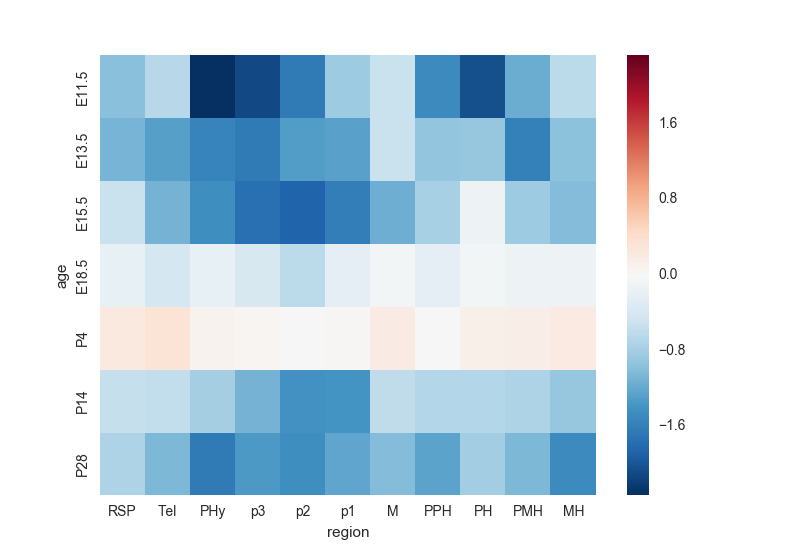 E11.5
E13.5
E15.5
E18.5
P4
P14
P28
age
RSP Tel PHy p3 p2 p1 M PPH PH PMH MH
region
1.6
0.8
0.0
−0.8
−1.6